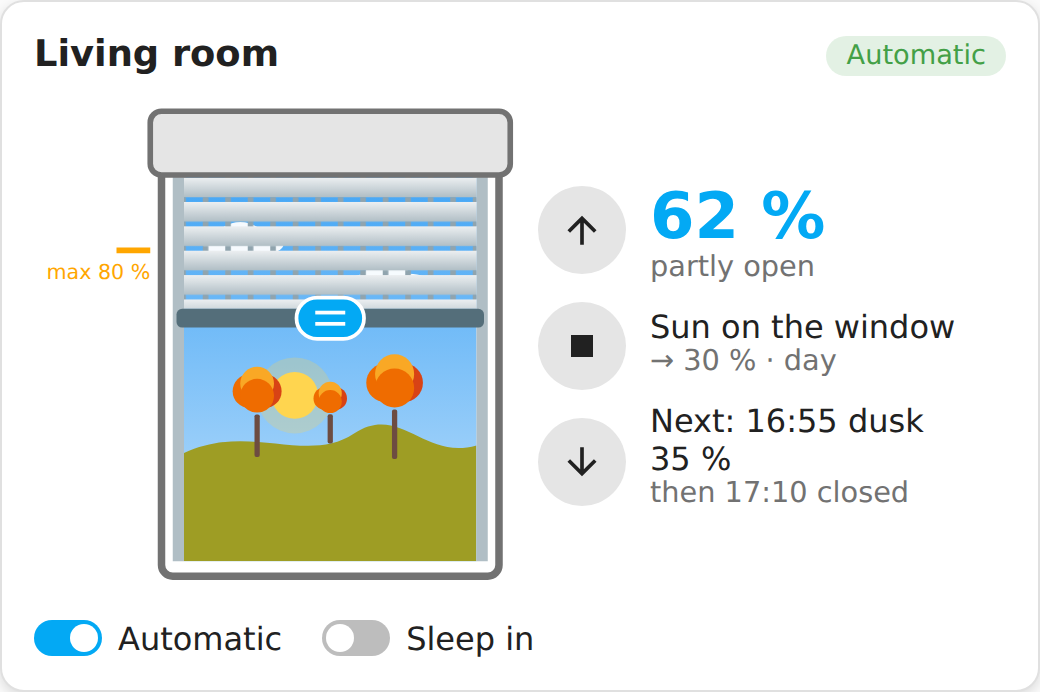 Living room
Automatic
max 80 %
62 %
partly open
Sun on the window
→ 30 % · day
Next: 16:55 dusk
35 %
then 17:10 closed
Automatic
Sleep in